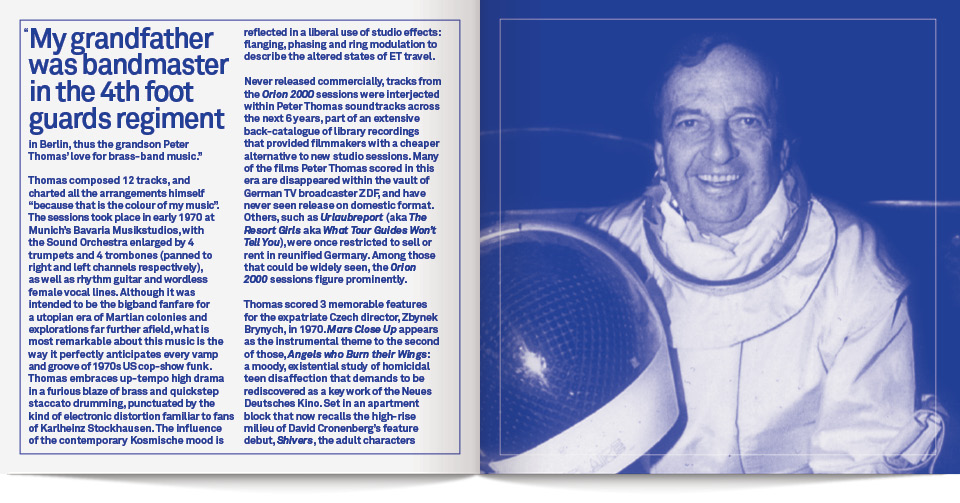 “My grandfather
was bandmaster
in the 4th foot
guards regiment
in Berlin, thus the grandson Peter
Thomas’ love for brass-band music.”
Thomas composed 12 tracks, and
charted all the arrangements himself
“because that is the colour of my music”.
The sessions took place in early 1970 at
Munich’s Bavaria Musikstudios, with
the Sound Orchestra enlarged by 4
trumpets and 4 trombones (panned to
right and left channels respectively),
as well as rhythm guitar and wordless
female vocal lines. Although it was
intended to be the bigband fanfare for
a utopian era of Martian colonies and
explorations far further afield, what is
most remarkable about this music is the
way it perfectly anticipates every vamp
and groove of 1970s US cop-show funk.
Thomas embraces up-tempo high drama
in a furious blaze of brass and quickstep
staccato drumming, punctuated by the
kind of electronic distortion familiar to fans
of Karlheinz Stockhausen. The influence
of the contemporary Kosmische mood is
reflected in a liberal use of studio effects:
flanging, phasing and ring modulation to
describe the altered states of ET travel.
Never released commercially, tracks from
the Orion 2000 sessions were interjected
within Peter Thomas soundtracks across
the next 6 years, part of an extensive
back-catalogue of library recordings
that provided filmmakers with a cheaper
alternative to new studio sessions. Many
of the films Peter Thomas scored in this
era are disappeared within the vault of
German TV broadcaster ZDF, and have
never seen release on domestic format.
Others, such as Urlaubreport (aka The
Resort Girls aka What Tour Guides Won’t
Tell You), were once restricted to sell or
rent in reunified Germany. Among those
that could be widely seen, the Orion
2000 sessions figure prominently.
Thomas scored 3 memorable features
for the expatriate Czech director, Zbynek
Brynych, in 1970. Mars Close Up appears
as the instrumental theme to the second
of those, Angels who Burn their Wings:
a moody, existential study of homicidal
teen disaffection that demands to be
rediscovered as a key work of the Neues
Deutsches Kino. Set in an apartment
block that now recalls the high-rise
milieu of David Cronenberg’s feature
debut, Shivers, the adult characters